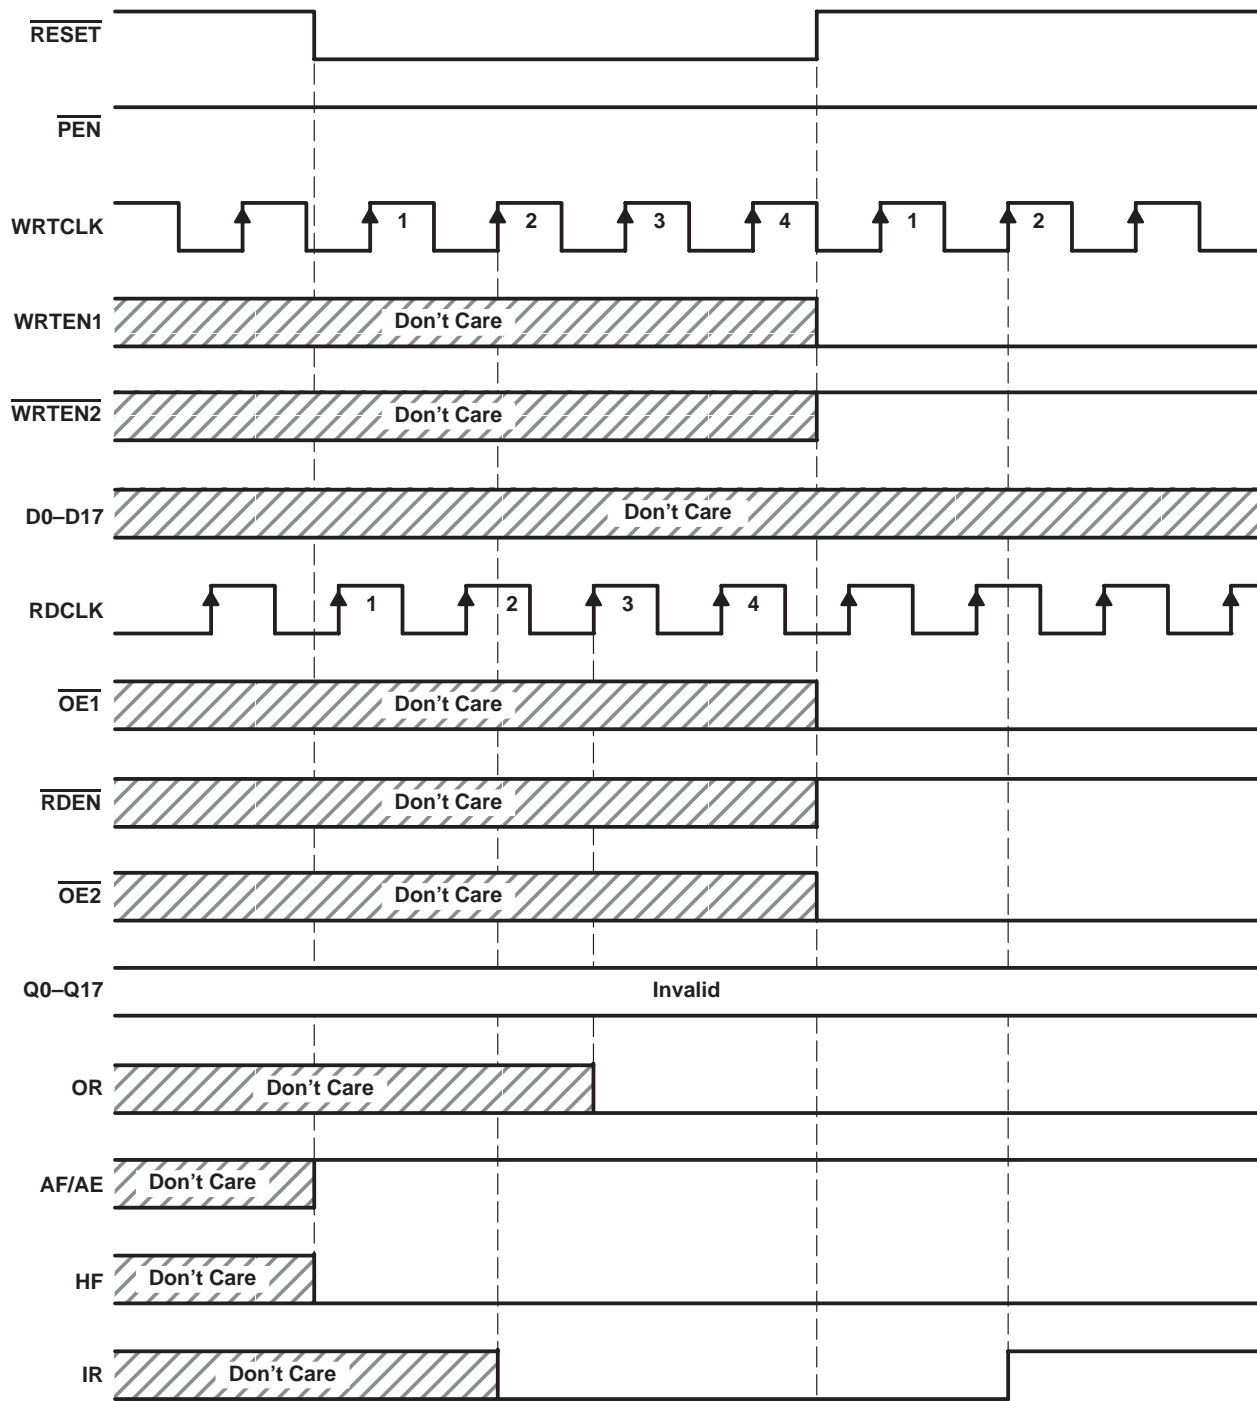 RESET
PEN
WRTCLK 1 2 3 4 1 2
WRTEN1 Don't Care
WRTEN2 Don't Care
D0–D17 Don't Care
RDCLK 1 2 3 4
OE1 Don't Care
RDEN Don't Care
OE2 Don't Care
Q0–Q17 Invalid
OR Don't Care
AF/AE Don't Care
HF Don't Care
IR Don't Care